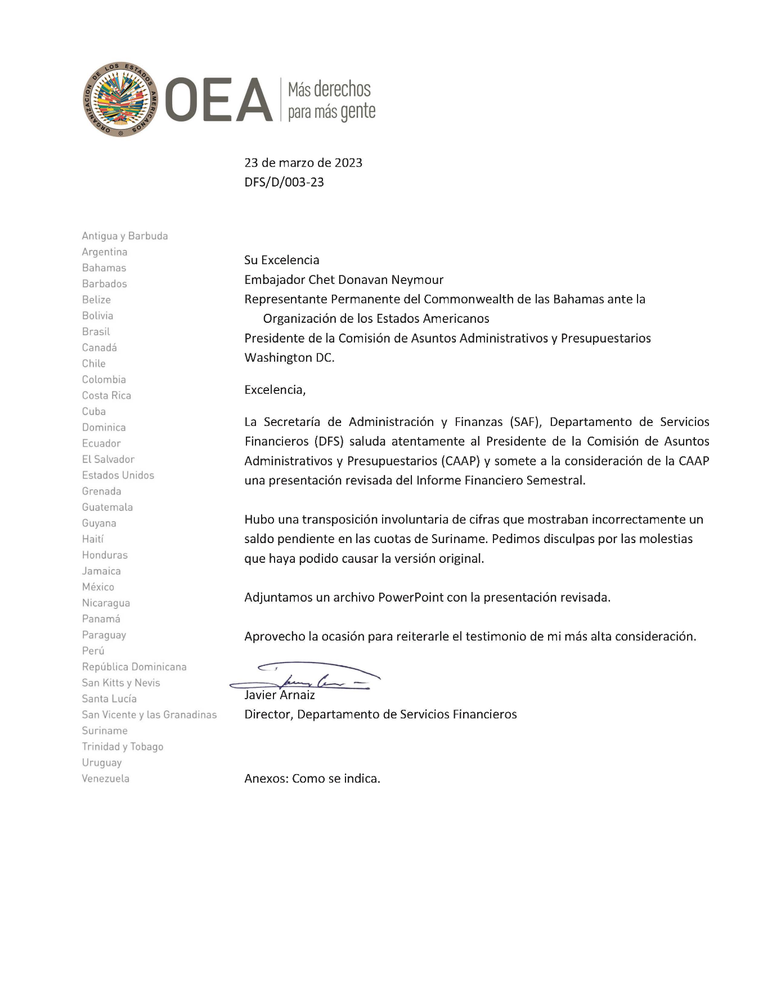 ORGANIZACION DE LOS ESTADOS AMERICANOS
OEA
Más derechos
para más gente
23 de marzo de 2023
DFS/D/003-23
Antigua y Barbuda
Argentina
Bahamas
Barbados
Belize
Bolivia
Brasil
Canadá
Chile
Colombia
Costa Rica
Cuba
Dominica
Ecuador
El Salvador
Estados Unidos
Grenada
Guatemala
Guyana
Haití
Honduras
Jamaica
México
Nicaragua
Panamá
Paraguay
Perú
República Dominicana
San Kitts y Nevis
Santa Lucía
San Vicente y las Granadinas
Suriname
Trinidad y Tobago
Uruguay
Venezuela
Su Excelencia
Embajador Chet Donavan Neymour
Representante Permanente del Commonwealth de las Bahamas ante la
Organización de los Estados Americanos
Presidente de la Comisión de Asuntos Administrativos y Presupuestarios
Washington DC.
Excelencia,
La Secretaría de Administración y Finanzas (SAF), Departamento de Servicios
Financieros (DFS) saluda atentamente al Presidente de la Comisión de Asuntos
Administrativos y Presupuestarios (CAAP) y somete a la consideración de la CAAP
una presentación revisada del Informe Financiero Semestral.
Hubo una transposición involuntaria de cifras que mostraban incorrectamente un
saldo pendiente en las cuotas de Suriname. Pedimos disculpas por las molestias
que haya podido causar la versión original.
Adjuntamos un archivo PowerPoint con la presentación revisada.
Aprovecho la ocasión para reiterarle el testimonio de mi más alta consideración.
Javier Arnaiz
Director, Departamento de Servicios Financieros
Anexos: Como se indica.